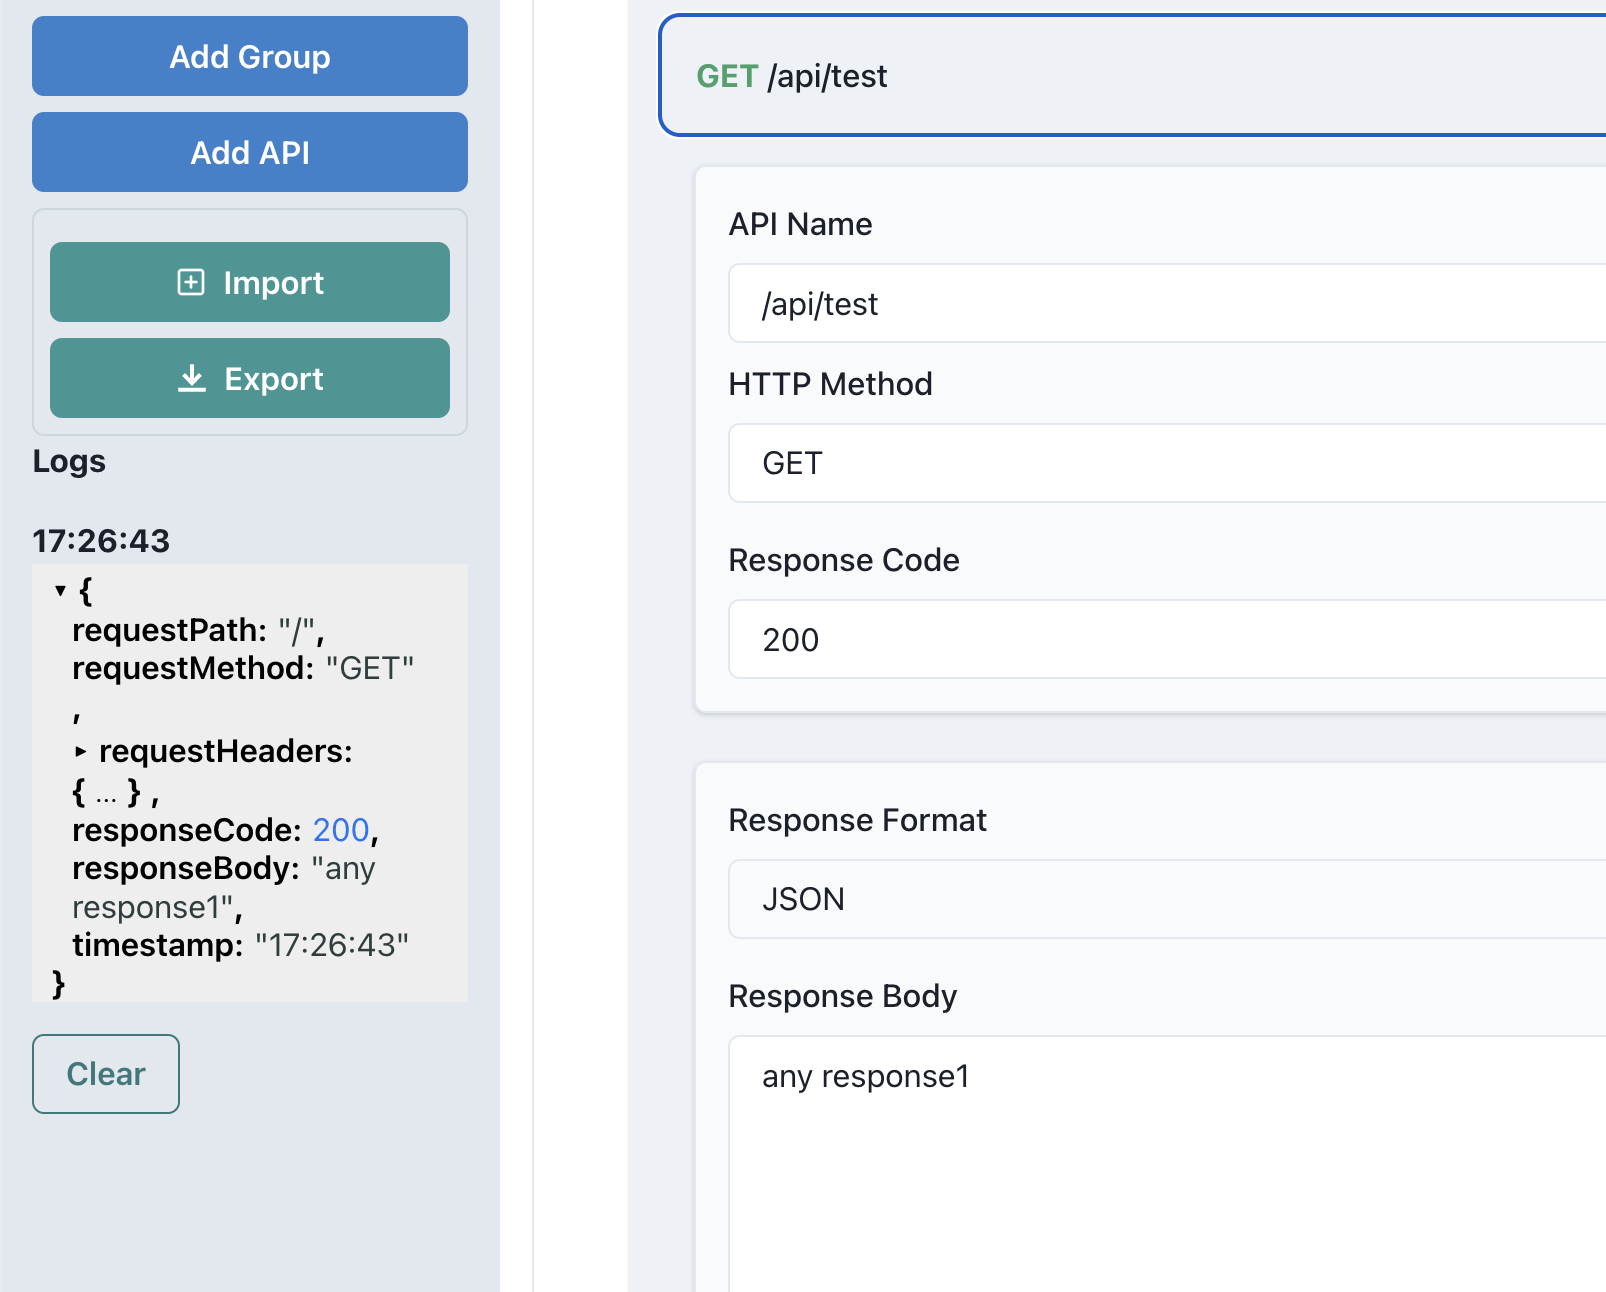 Add Group
Add API
Import
Export
Logs
17:26:43
▾ {
requestPath: "/",
requestMethod: "GET"
,
▸ requestHeaders:
{ ... } ,
responseCode: 200,
responseBody: "any
response1",
timestamp: "17:26:43"
}
Clear
GET /api/test
API Name
/api/test
HTTP Method
GET
Response Code
200
Response Format
JSON
Response Body
any response1